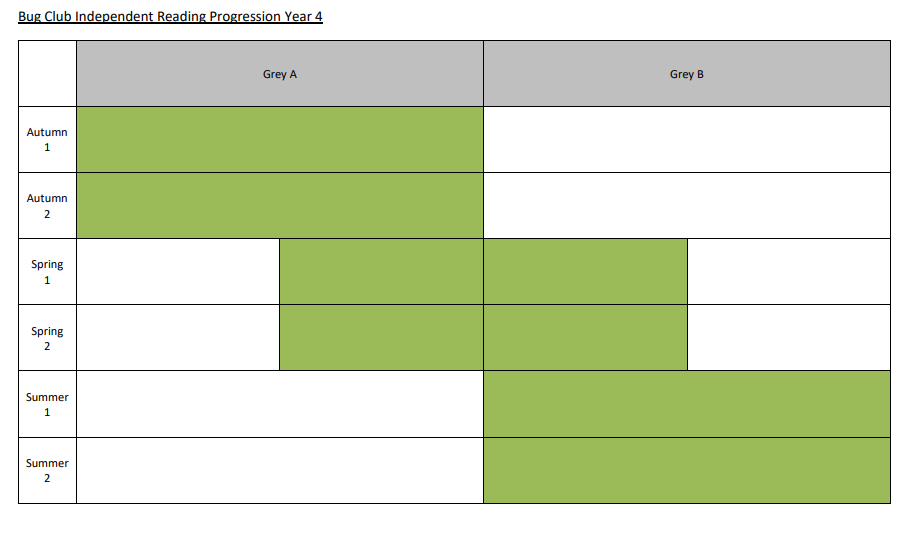 Bug Club Independent Reading Progression Year 4
Grey A
Grey B
Autumn
1
Autumn
2
Spring
1
Spring
2
Summer
1
Summer
2